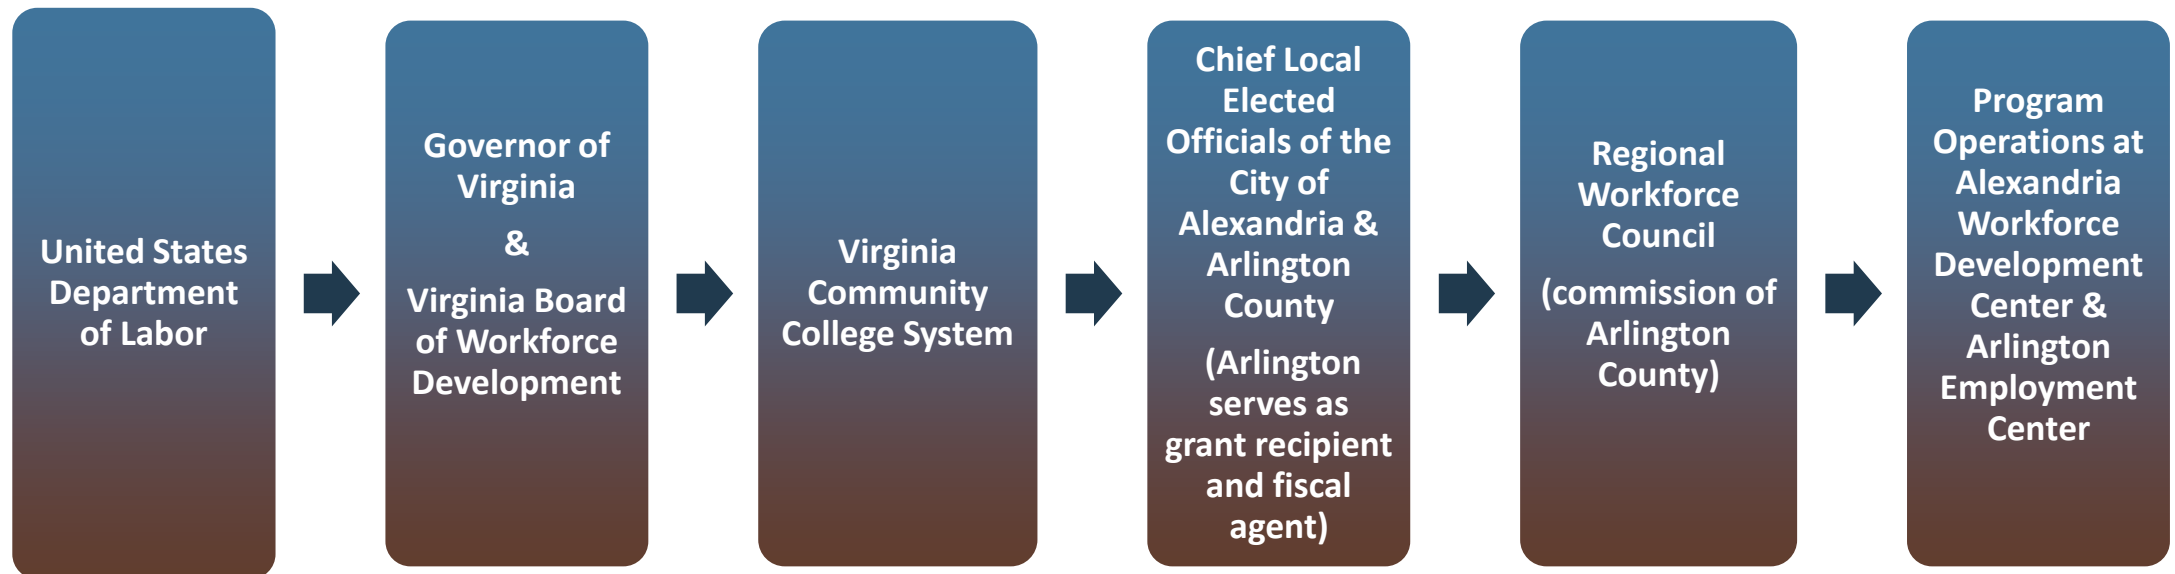 United States
Department
of Labor
Governor of
Virginia
&
Virginia Board
of Workforce
Development
Virginia
Community
College System
Chief Local
Elected
Officials of the
City of
Alexandria &
Arlington
County
(Arlington
serves as
grant recipient
and fiscal
agent)
Regional
Workforce
Council
(commission of
Arlington
County)
Program
Operations at
Alexandria
Workforce
Development
Center &
Arlington
Employment
Center